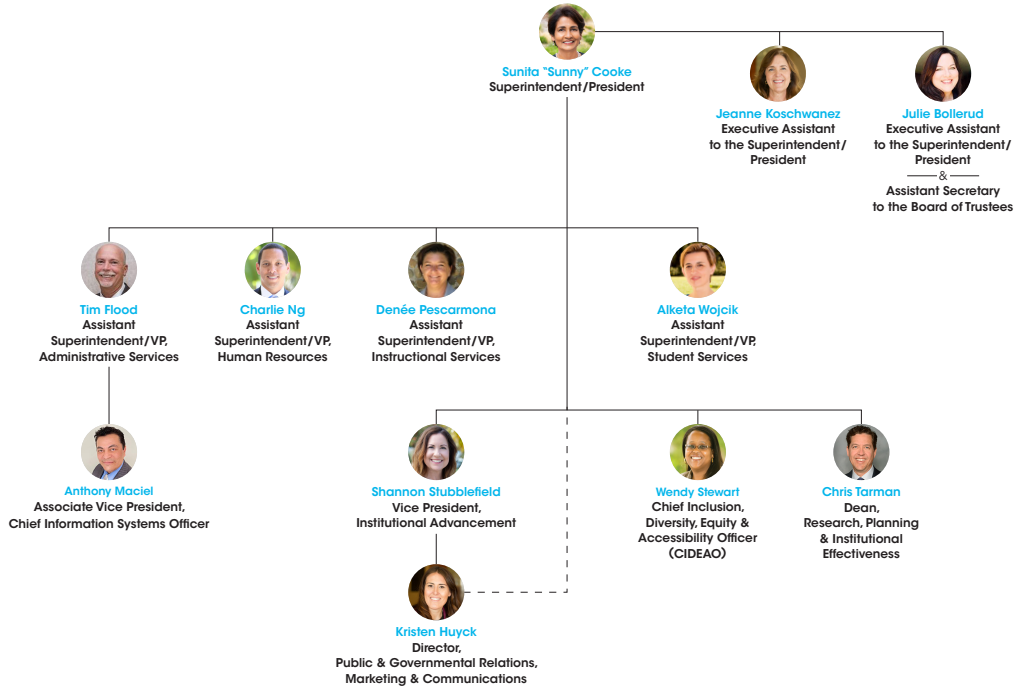 Sunita “Sunny” Cooke
Superintendent/President
Jeanne Koschwanez
Executive Assistant
to the Superintendent/
President
Julie Bollerud
Executive Assistant
to the Superintendent/
President
&
Assistant Secretary
to the Board of Trustees
Tim Flood
Assistant
Superintendent/VP,
Administrative Services
Charlie Ng
Assistant
Superintendent/VP,
Human Resources
Denée Pescarmona
Assistant
Superintendent/VP,
Instructional Services
Alketa Wojcik
Assistant
Superintendent/VP,
Student Services
Anthony Maciel
Associate Vice President,
Chief Information Systems Officer
Shannon Stubblefield
Vice President,
Institutional Advancement
Wendy Stewart
Chief Inclusion,
Diversity, Equity &
Accessibility Officer
(CIDEAO)
Chris Tarman
Dean,
Research, Planning
& Institutional
Effectiveness
Kristen Huyck
Director,
Public & Governmental Relations,
Marketing & Communications